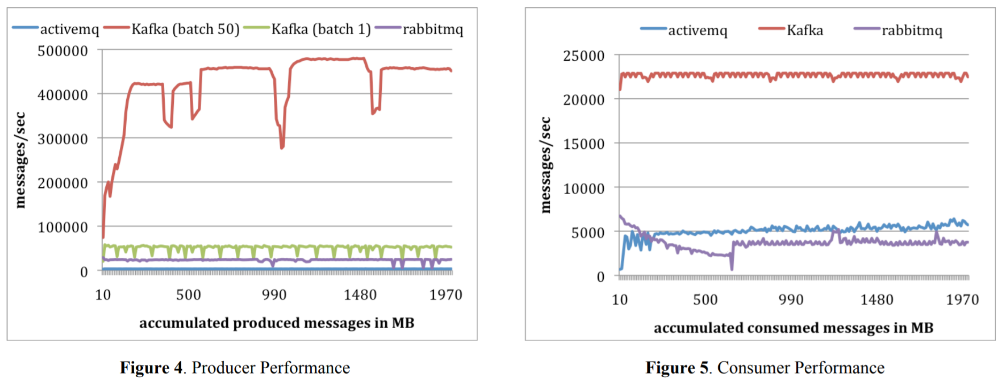 activemq Kafka (batch 50) Kafka (batch 1) rabbitmq
500000
400000
300000
200000
100000
0
messages/sec
10 500 990 1480 1970
accumulated produced messages in MB
Figure 4. Producer Performance
activemq Kafka rabbitmq
25000
20000
15000
10000
5000
0
messages/sec
10 500 990 1480 1970
accumulated consumed messages in MB
Figure 5. Consumer Performance